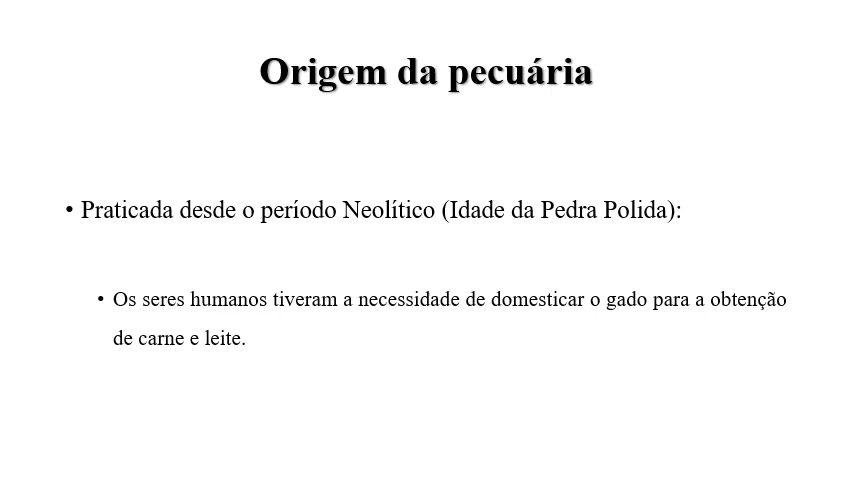 Origem da pecuária
• Praticada desde o período Neolítico (Idade da Pedra Polida):
• Os seres humanos tiveram a necessidade de domesticar o gado para a obtenção
de carne e leite.